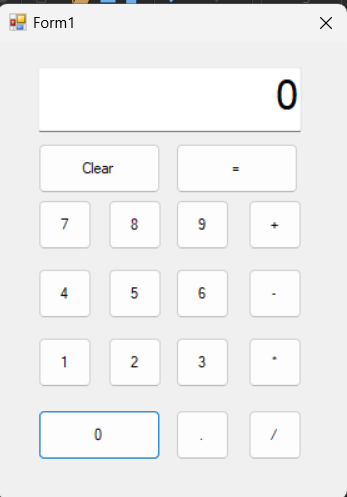 Form1
0
Clear =
7 8 9 +
4 5 6 -
1 2 3 *
0 . /